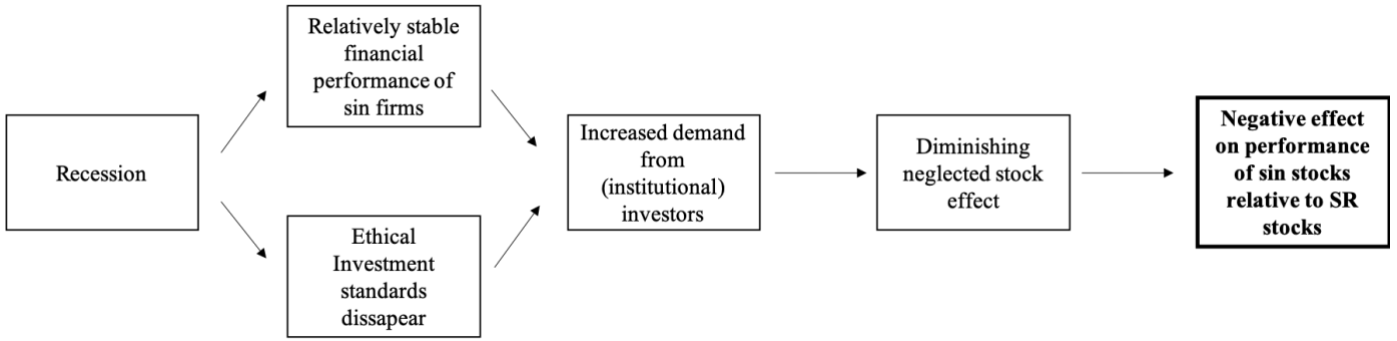 Recession
Relatively stable
financial
performance of
sin firms
Ethical
Investment
standards
dissapear
Increased demand
from
(institutional)
investors
Diminishing
neglected stock
effect
Negative effect
on performance
of sin stocks
relative to SR
stocks